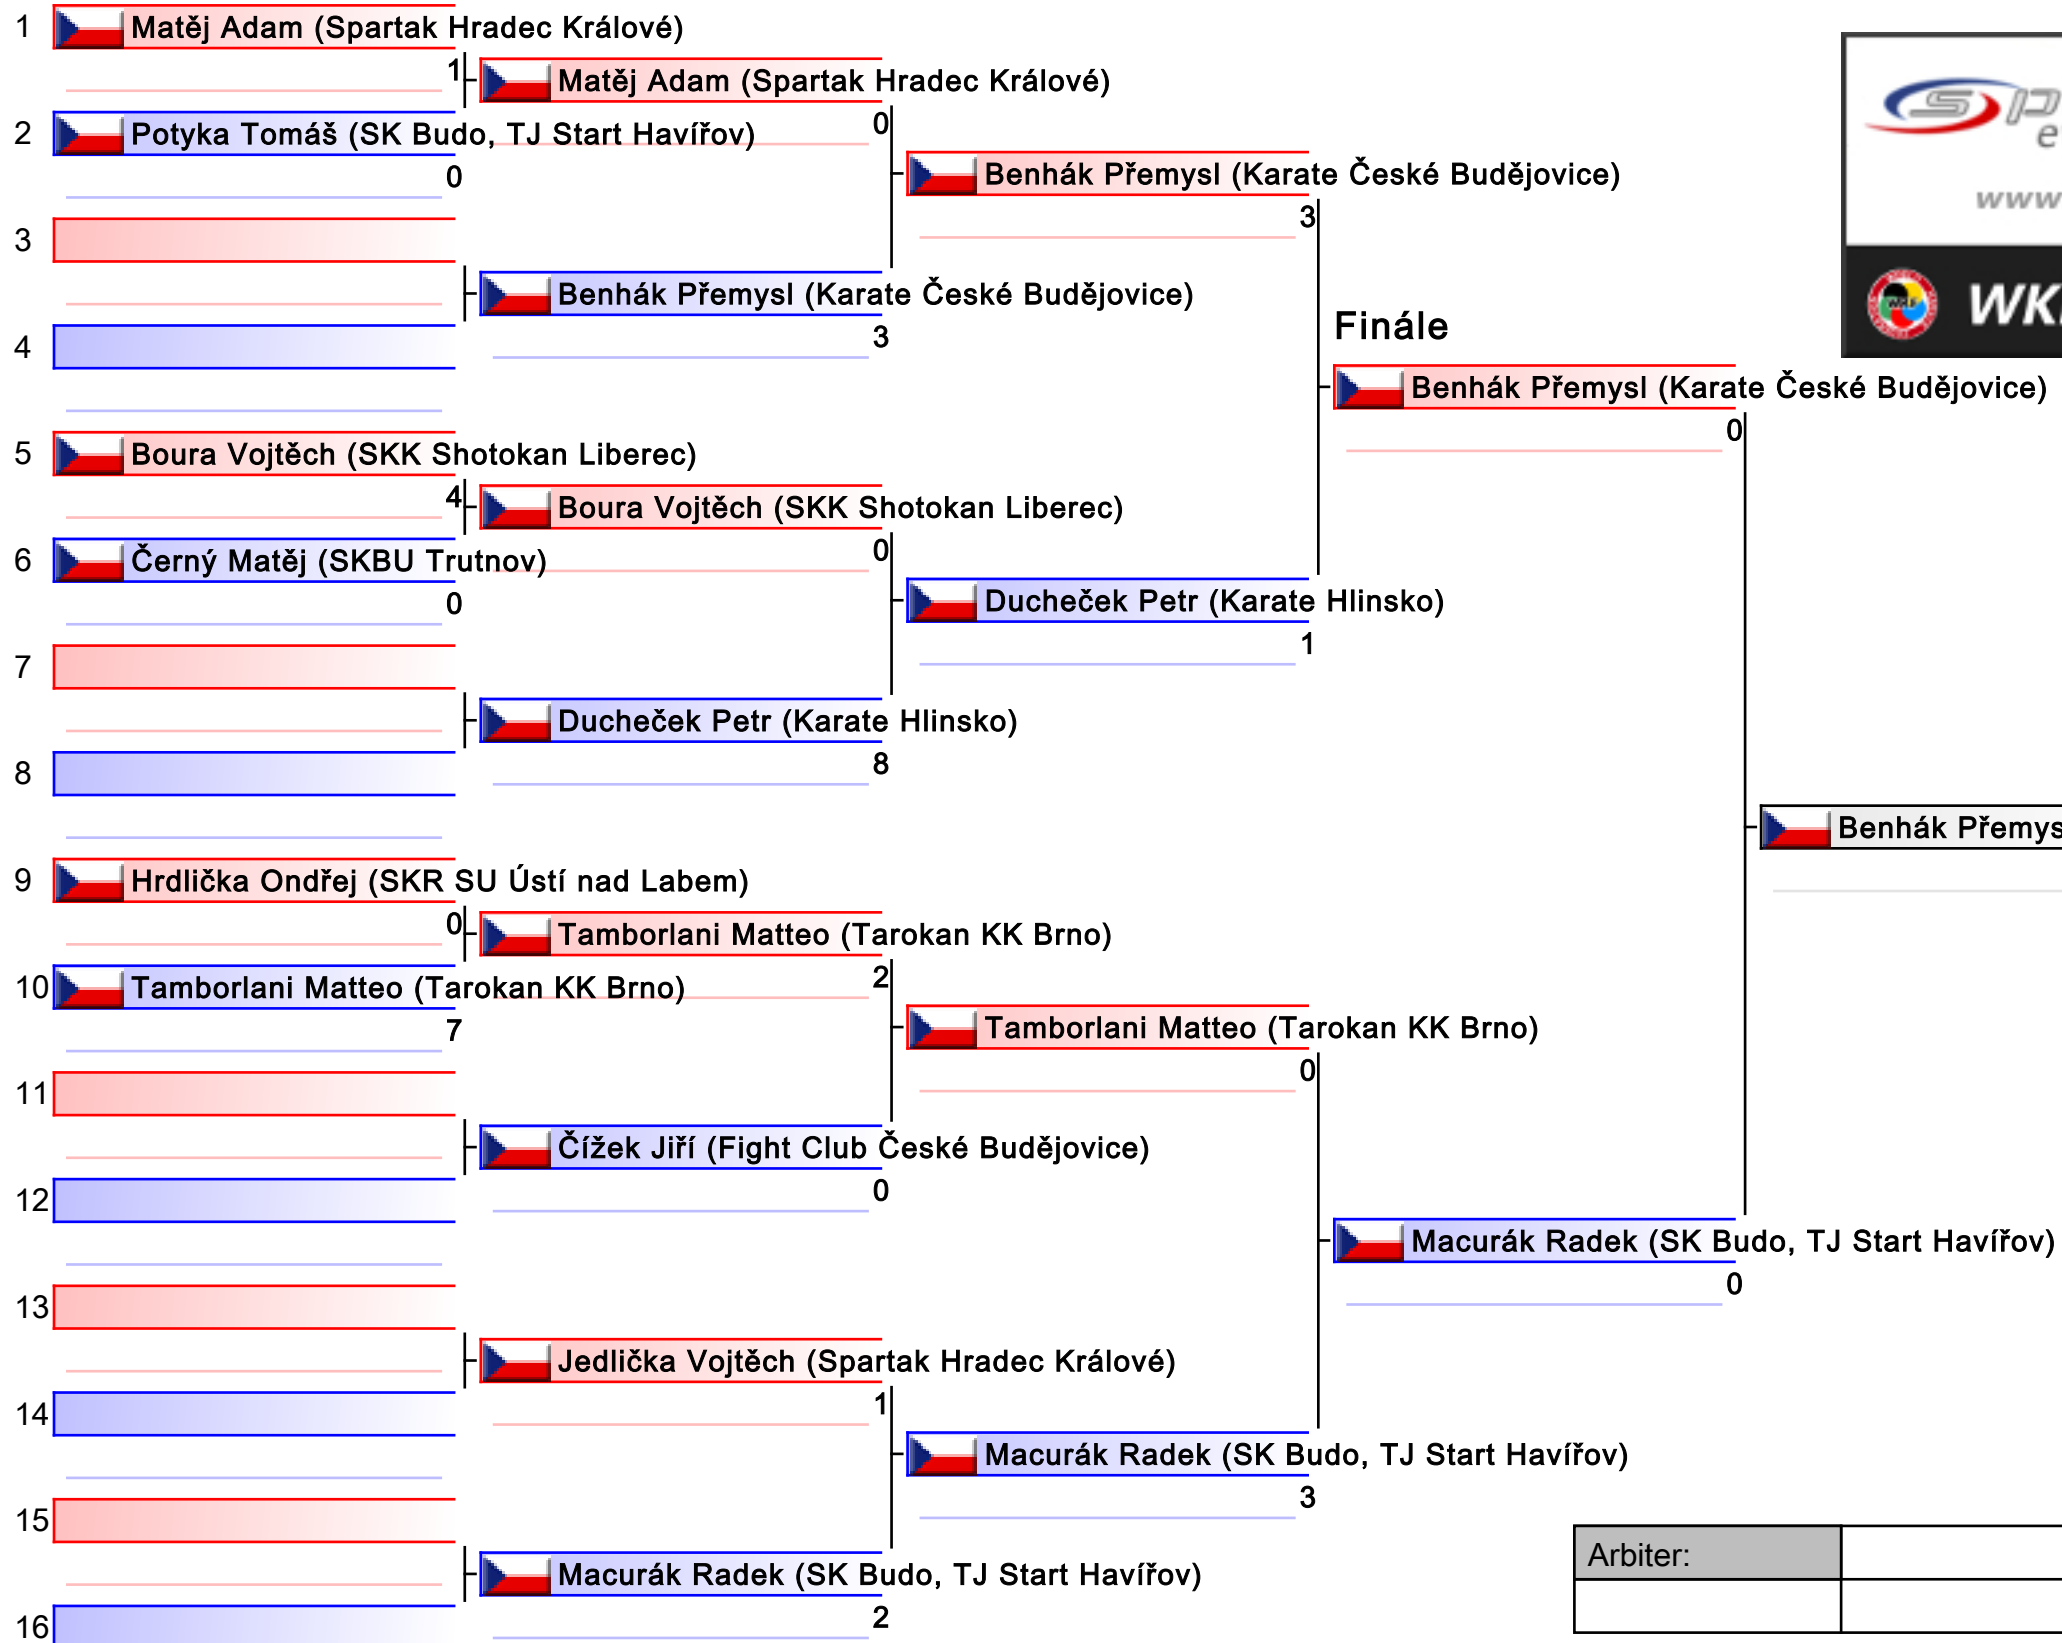 1 Matěj Adam (Spartak Hradec Králové)
1
Matěj Adam (Spartak Hradec Králové)
0
2 Potyka Tomáš (SK Budo, TJ Start Havířov)
0
Benhák Přemysl (Karate České Budějovice)
3
3
Benhák Přemysl (Karate České Budějovice)
3
4
Finále
Benhák Přemysl (Karate České Budějovice)
0
5 Boura Vojtěch (SKK Shotokan Liberec)
4
Boura Vojtěch (SKK Shotokan Liberec)
0
6 Černý Matěj (SKBU Trutnov)
0
Ducheček Petr (Karate Hlinsko)
1
7
Ducheček Petr (Karate Hlinsko)
8
8
Benhák Přemys
9 Hrdlička Ondřej (SKR SU Ústí nad Labem)
0
Tamborlani Matteo (Tarokan KK Brno)
2
10 Tamborlani Matteo (Tarokan KK Brno)
7
Tamborlani Matteo (Tarokan KK Brno)
0
11
Čížek Jiří (Fight Club České Budějovice)
0
12
Macurák Radek (SK Budo, TJ Start Havířov)
0
13
Jedlička Vojtěch (Spartak Hradec Králové)
1
14
Macurák Radek (SK Budo, TJ Start Havířov)
3
15
Macurák Radek (SK Budo, TJ Start Havířov)
2
16
Arbiter:
sp
e
www
WK